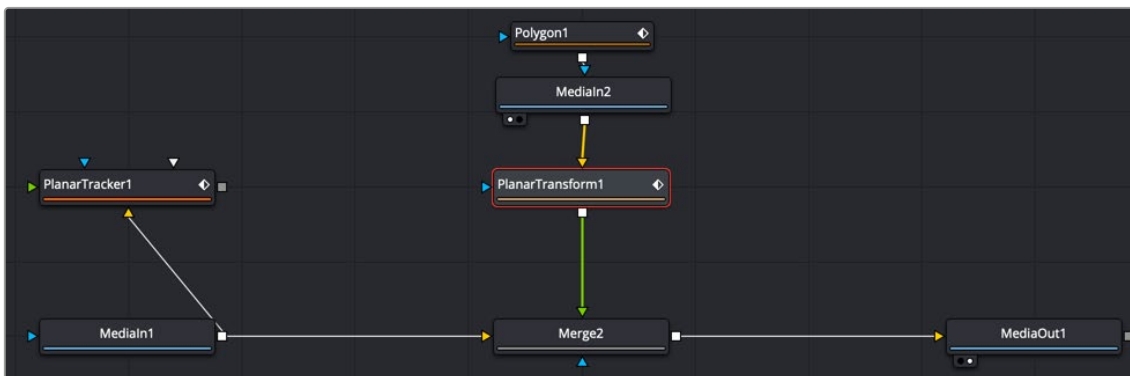 Polygon1
MediaIn2
PlanarTracker1
PlanarTransform1
MediaIn1
Merge2
MediaOut1